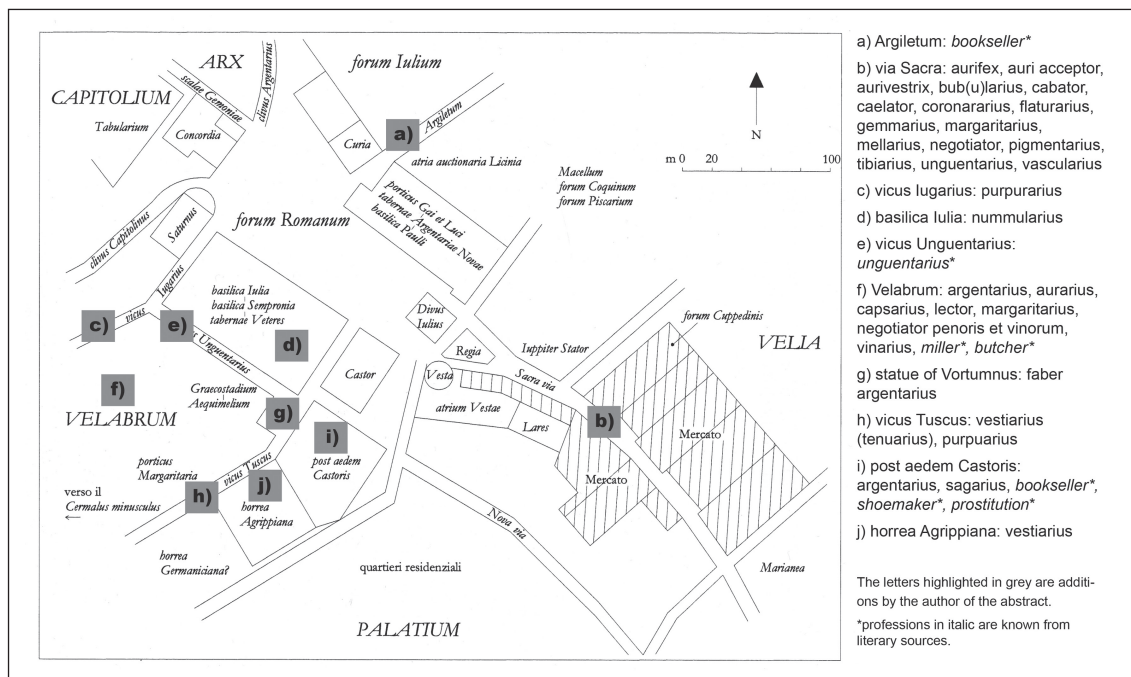 ARX
forum Iulium
clivus Argentarius
scalae Gemoniae
CAPITOLIUM
Tabularium
Concordia
Curia
a)
Argiletum
atria auctionaria Licinia
N
m 0 20 100
Macellum
forum Coquinum
forum Piscarium
porticus Gai et Luci
tabernae Argentariae Novae
basilica Paulli
forum Romanum
clivus Capitolinus
Saturnus
Iugarius
vicus
c)
e)
basilica Iulia
basilica Sempronia
tabernae Veteres
d)
Unguentarius
Divus
Iulius
Regia
Iuppiter Stator
forum Cuppedinis
VELIA
Castor
Vesta
Sacra via
f)
VELABRUM
Graecostadium
Aequimelium
g)
atrium Vestae
Lares
b)
Mercato
Mercato
i)
post aedem
Castoris
porticus
Margaritaria
vicus Tuscus
h)
j)
verso il
Cermalus minusculus
horrea
Agrippiana
Nova via
horrea
Germaniciana?
quartieri residenziali
Marianea
PALATIUM
a) Argiletum: bookseller*
b) via Sacra: aurifex, auri acceptor,
aurivestrix, bub(u)larius, cabator,
caelator, coronararius, flaturarius,
gemmarius, margaritarius,
mellarius, negotiator, pigmentarius,
tibiarius, unguentarius, vascularius
c) vicus Iugarius: purpurarius
d) basilica Iulia: nummularius
e) vicus Unguentarius:
unguentarius*
f) Velabrum: argentarius, aurarius,
capsarius, lector, margaritarius,
negotiator penoris et vinorum,
vinarius, miller*, butcher*
g) statue of Vortumnus: faber
argentarius
h) vicus Tuscus: vestiarius
(tenuarius), purpuarius
i) post aedem Castoris:
argentarius, sagarius, bookseller*,
shoemaker*, prostitution*
j) horrea Agrippiana: vestiarius
The letters highlighted in grey are additi-
ons by the author of the abstract.
*professions in italic are known from
literary sources.